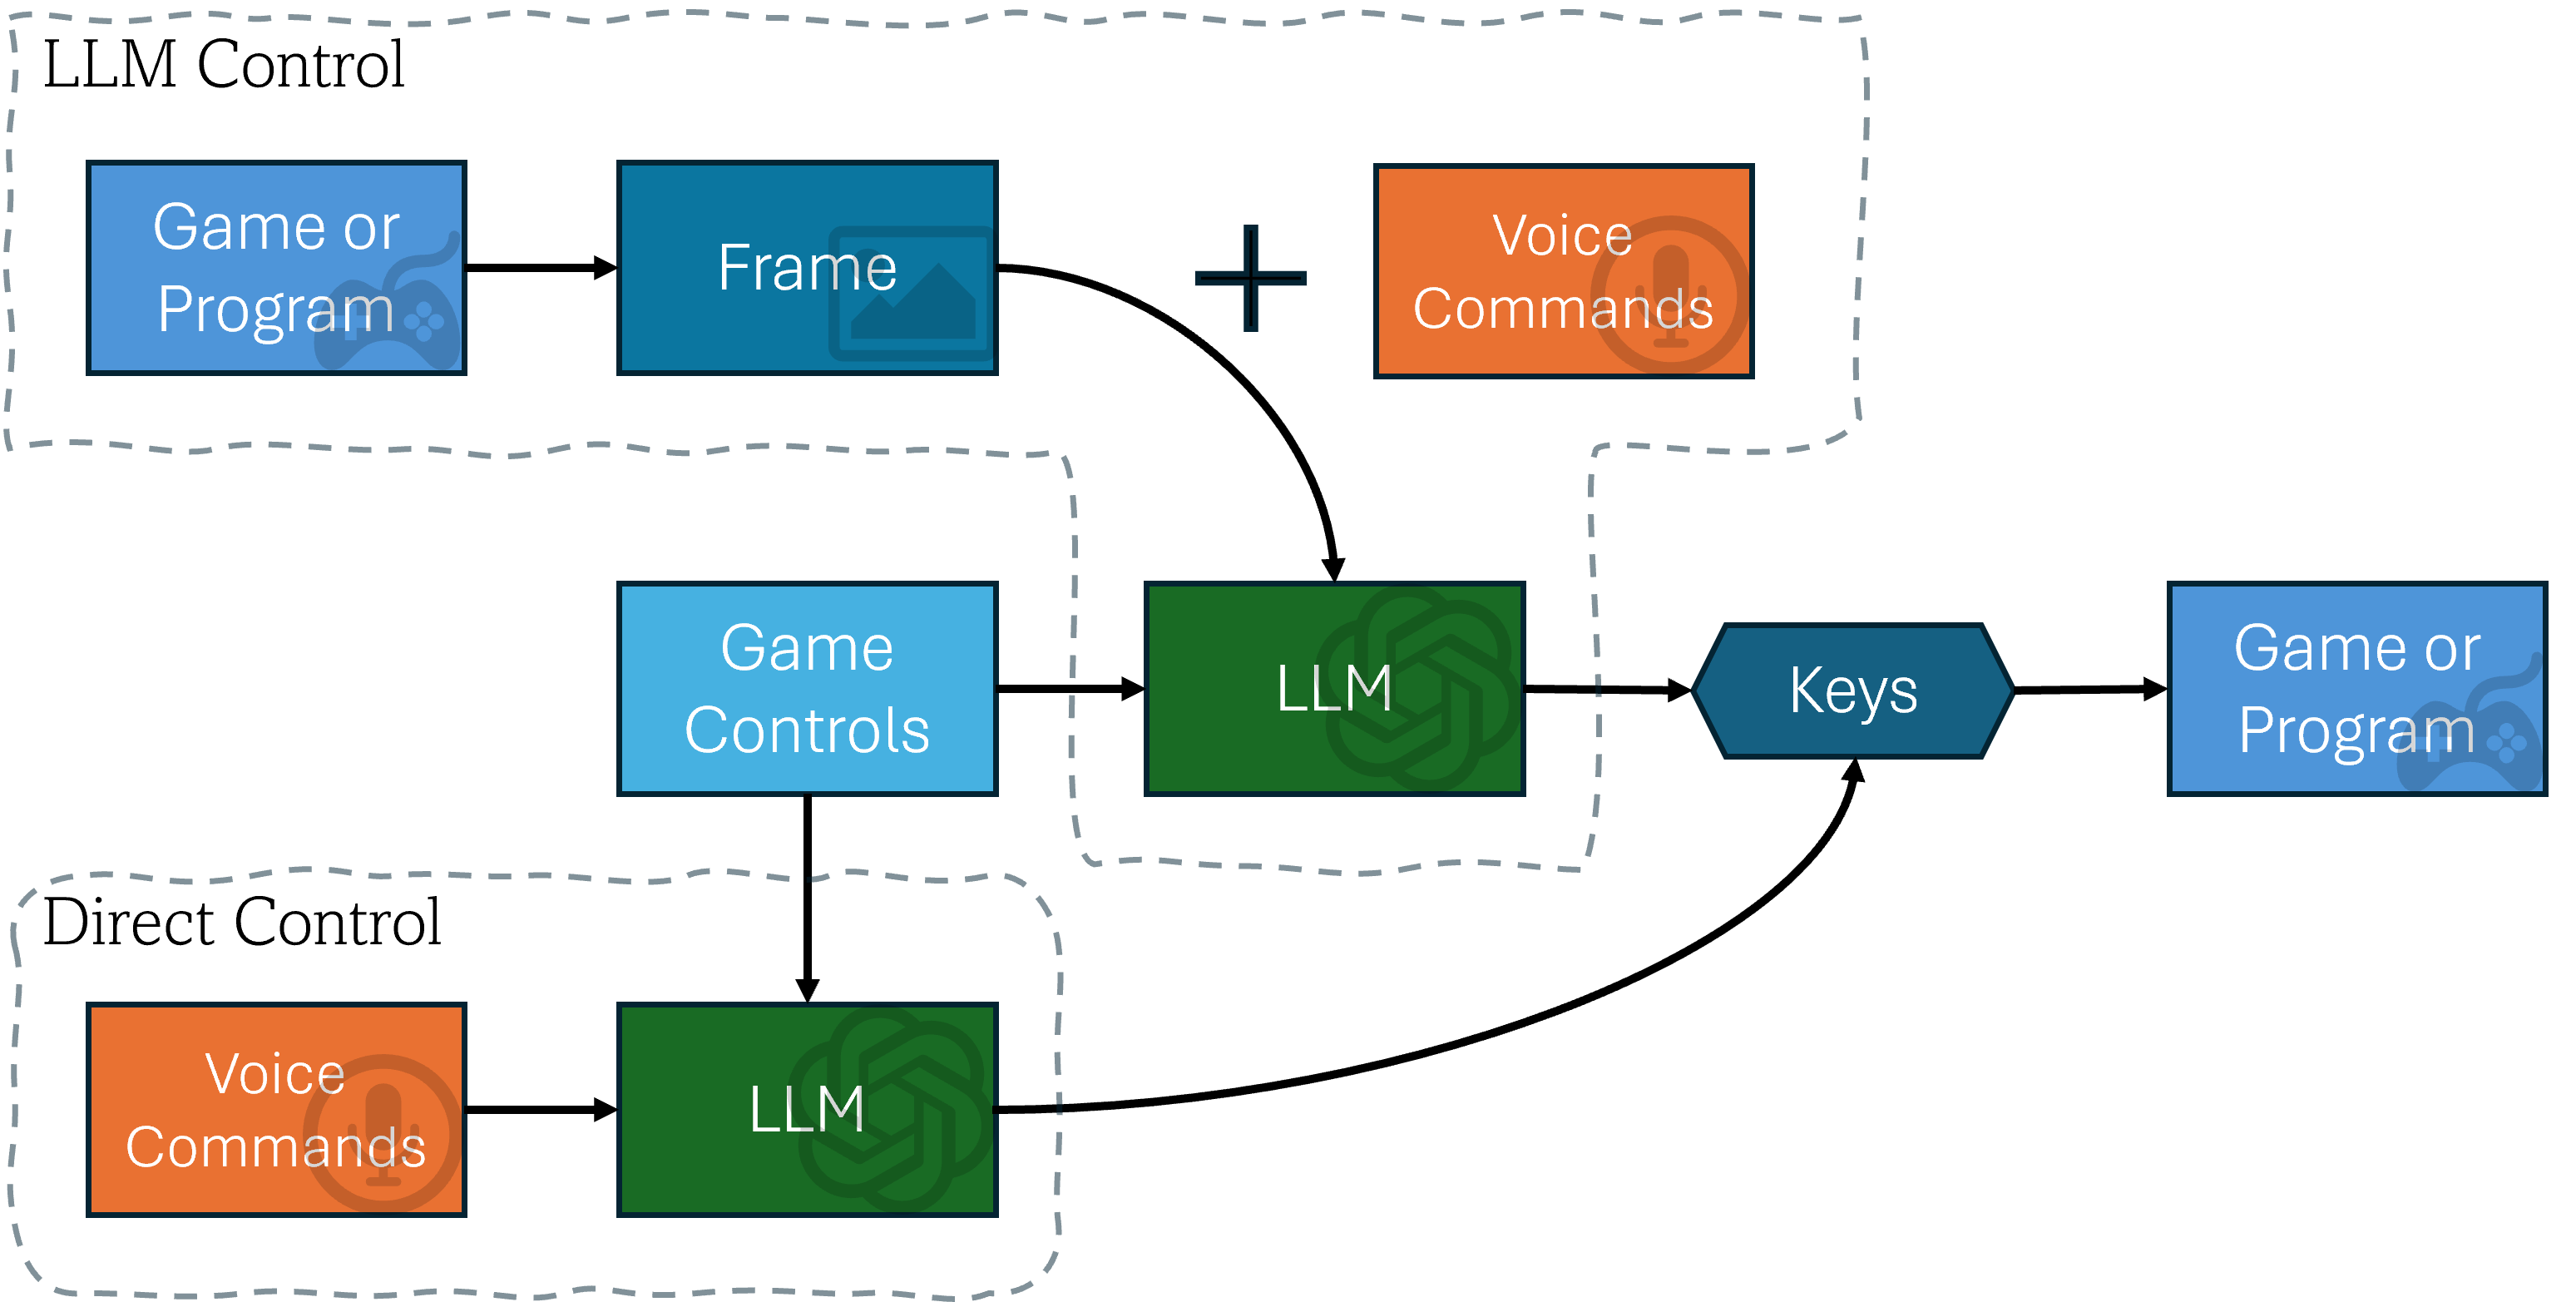 LLM Control
Game or
Program
Frame
Voice
Commands
Game
Controls
LLM
Keys
Game or
Program
Direct Control
Voice
Commands
LLM